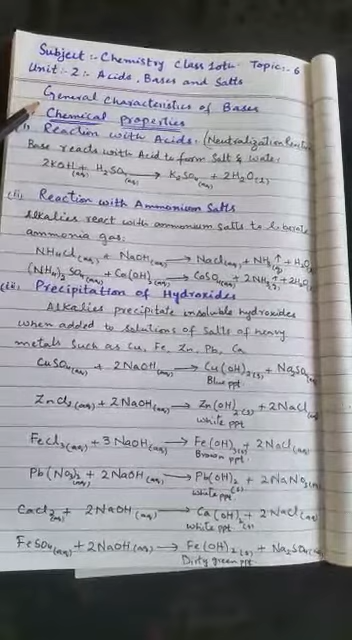 Subject :- Chemistry Class 10th Topic:- 6
Unit :- 2 :- Acids, Bases and Salts
General Characteristics of Bases
Chemical Properties
(i) Reaction with Acids: (Neutralization
Base reacts with Acid to form Salt & water
2KOH + H2SO4(aq) → K2SO4(aq) + 2H2O(l)
(ii) Reaction with Ammonium Salts
Alkalies react with ammonium salts to liberate
ammonia gas:
NH4Cl(aq) + NaOH(aq) → NaCl(aq) + NH3↑(g) + H2O
(NH4)2SO4(aq) + Ca(OH)2(aq) → CaSO4(aq) + 2NH3↑(g) + 2H2O
(iii) Precipitation of Hydroxides
Alkalies precipitate insoluble hydroxides
when added to solutions of salts of heavy
metals such as Cu, Fe, Zn, Pb, Ca
CuSO4(aq) + 2NaOH(aq) → Cu(OH)2(s) + Na2SO4(aq)
Blue ppt.
ZnCl2(aq) + 2NaOH(aq) → Zn(OH)2(s) + 2NaCl(aq)
white ppt
FeCl3(aq) + 3NaOH(aq) → Fe(OH)3(s) + 2NaCl(aq)
Brown ppt.
Pb(NO3)2(aq) + 2NaOH(aq) → Pb(OH)2(s) + 2NaNO3(aq)
white ppt.
CaCl2(aq) + 2NaOH(aq) → Ca(OH)2(s) + 2NaCl(aq)
white ppt
FeSO4(aq) + 2NaOH(aq) → Fe(OH)2(s) + Na2SO4(aq)
Dirty green ppt.